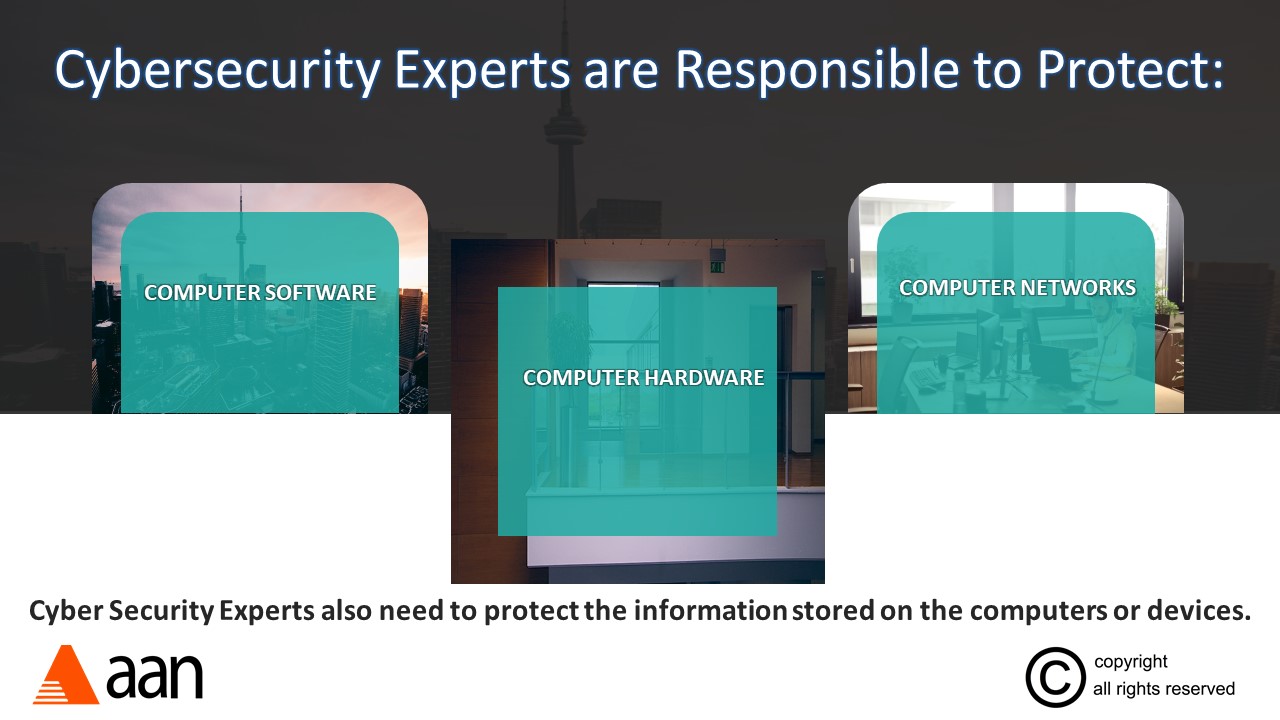 Cybersecurity Experts are Responsible to Protect:
COMPUTER SOFTWARE
COMPUTER HARDWARE
COMPUTER NETWORKS
Cyber Security Experts also need to protect the information stored on the computers or devices.
aan
© copyright
all rights reserved